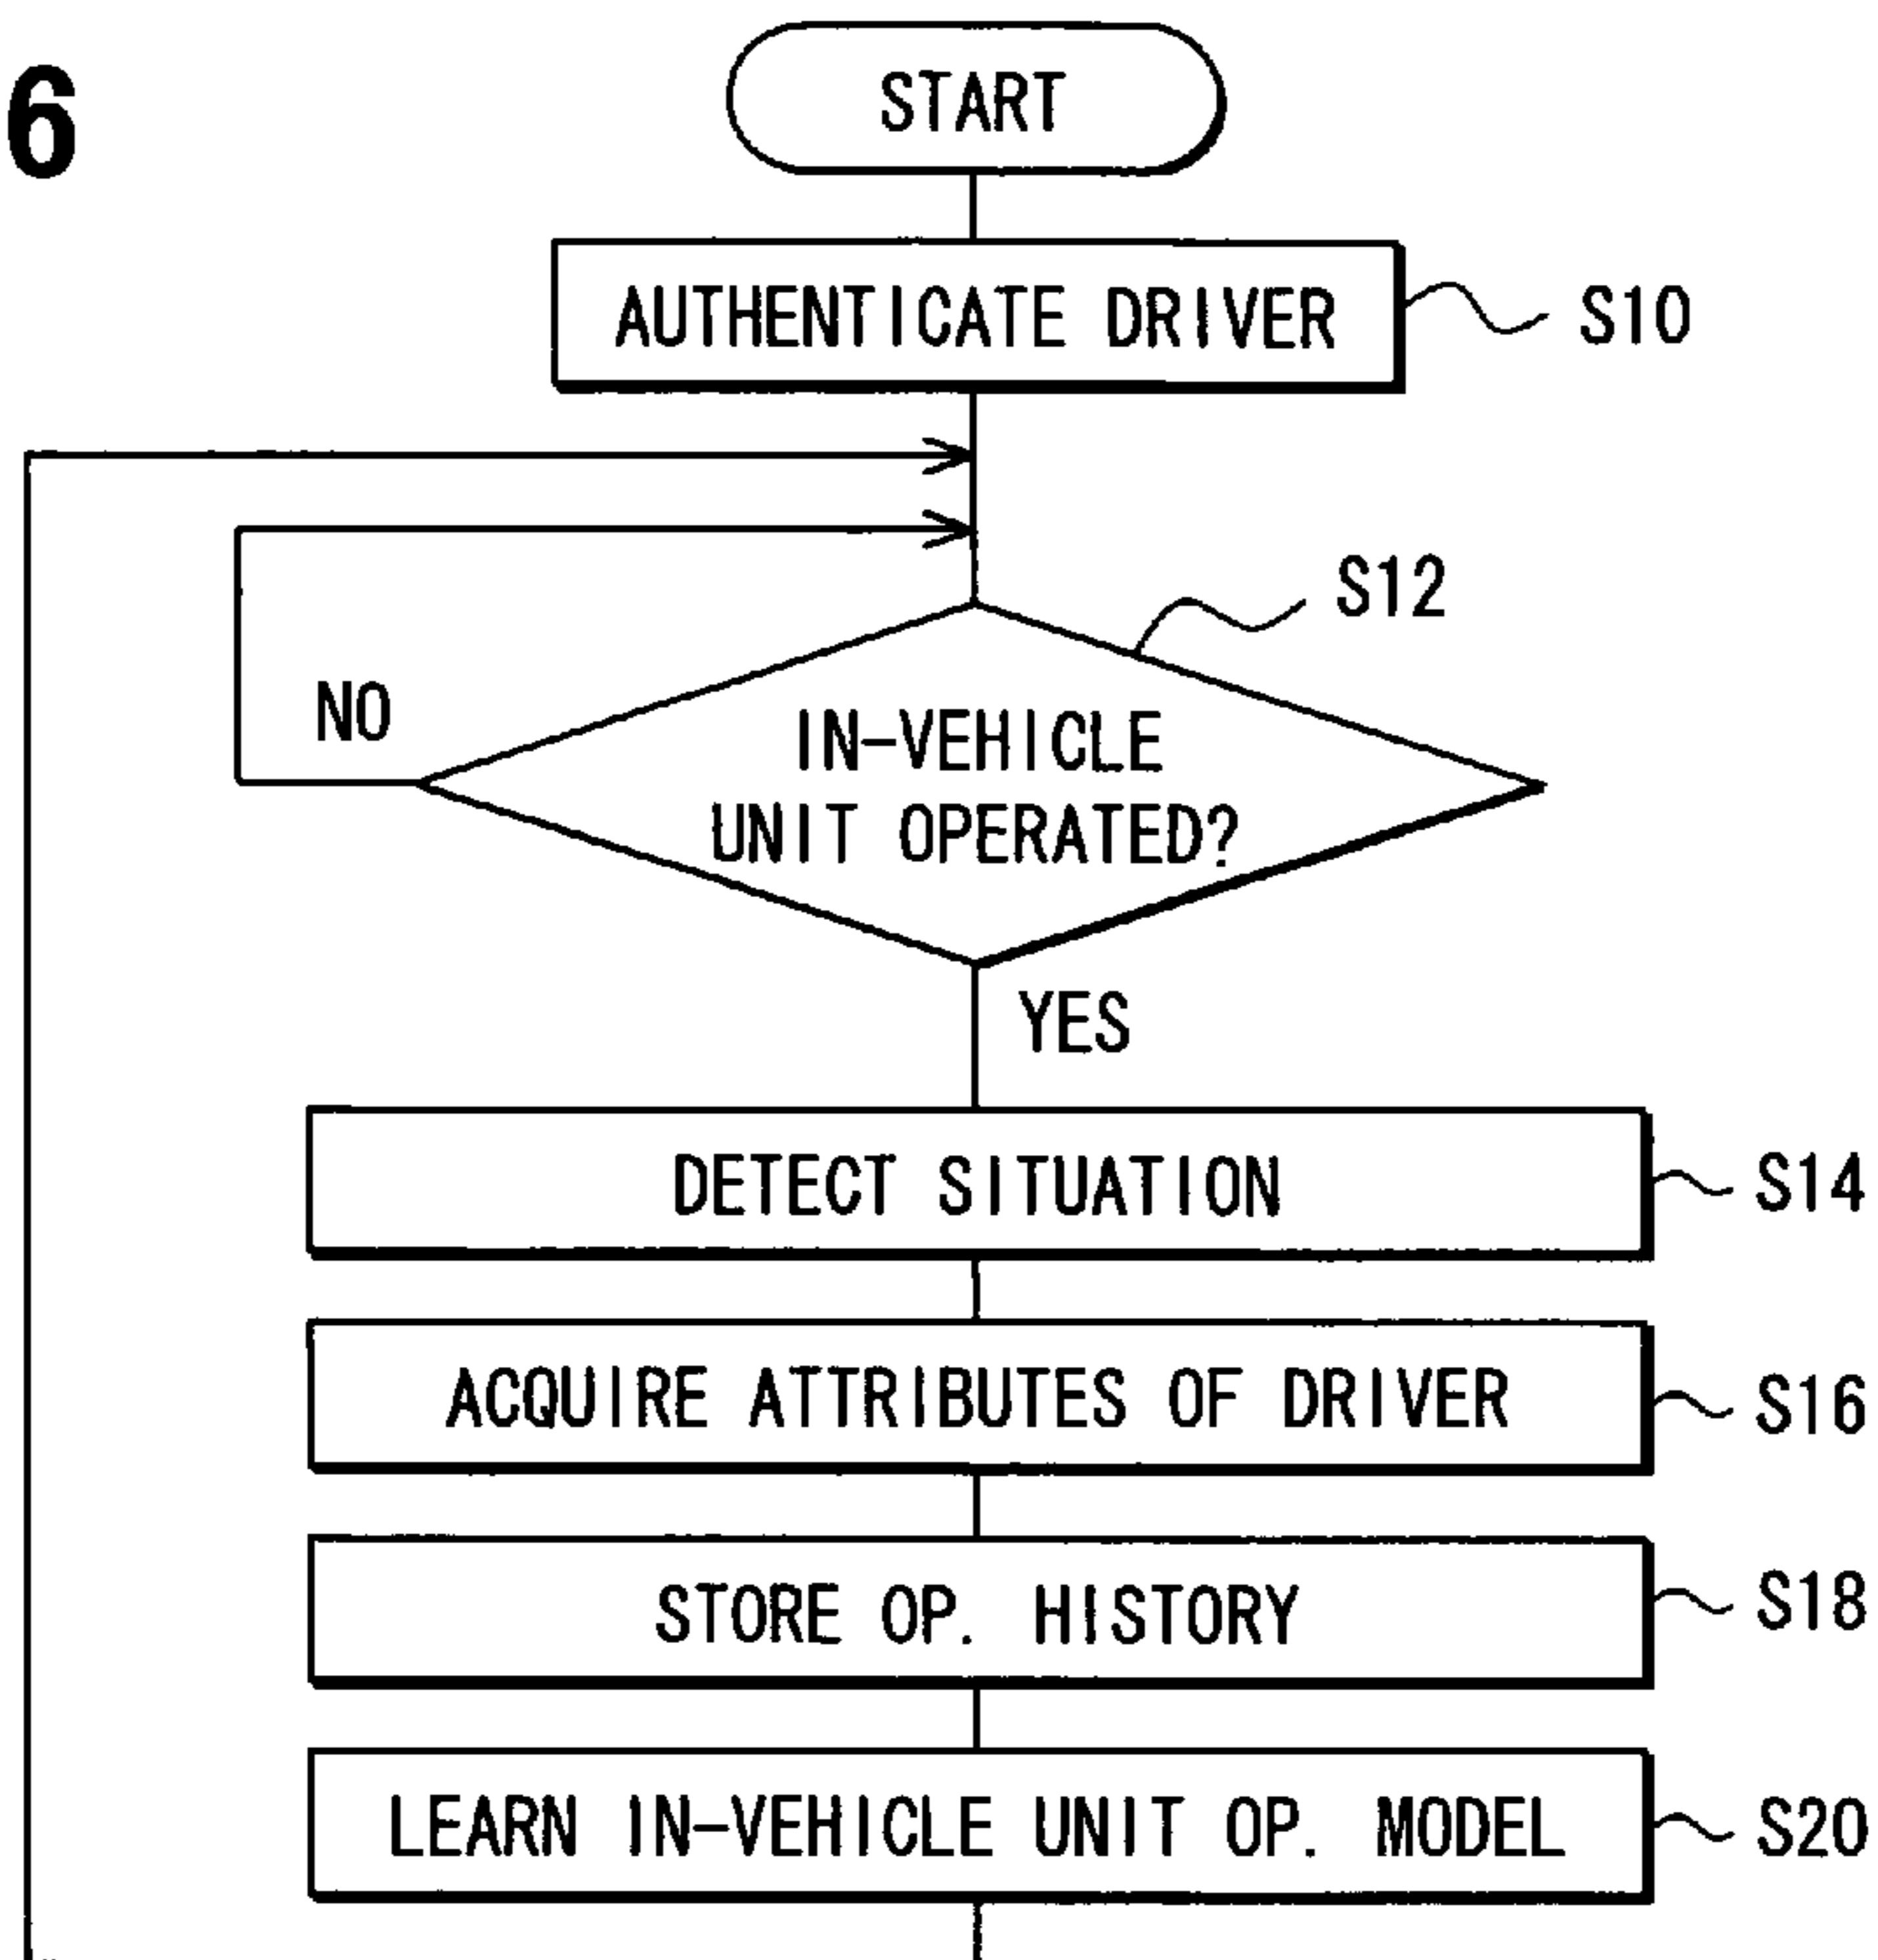 6
START
AUTHENTICATE DRIVER
S10
S12
NO
IN-VEHICLE
UNIT OPERATED?
YES
DETECT SITUATION
S14
ACQUIRE ATTRIBUTES OF DRIVER
S16
STORE OP. HISTORY
S18
LEARN IN-VEHICLE UNIT OP. MODEL
S20